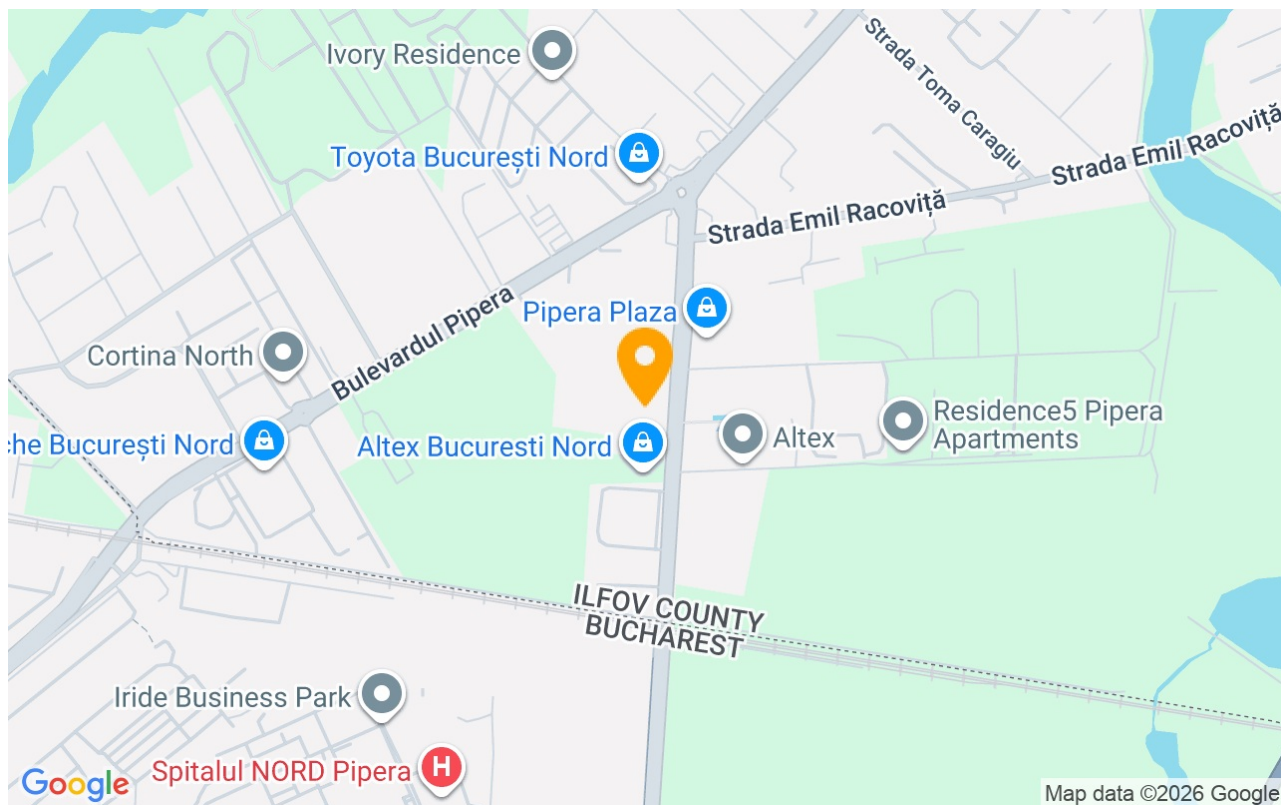 Ivory Residence
Strada Toma Caragiu
Strada Emil Racoviță
Toyota București Nord
Strada Emil Racoviță
Pipera Plaza
Bulevardul Pipera
Cortina North
che București Nord
Altex Bucuresti Nord
Altex
Residence5 Pipera
Apartments
ILFOV COUNTY
BUCHAREST
Iride Business Park
Spitalul NORD Pipera
H
Google
Map data ©2026 Google